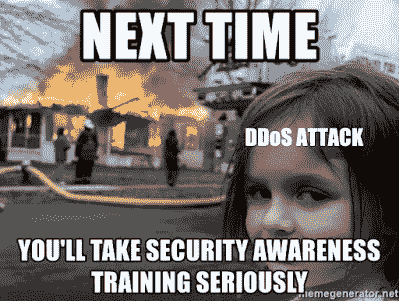 NEXT TIME
DDoS ATTACK
YOU'LL TAKE SECURITY AWARENESS
TRAINING SERIOUSLY
memegenerator.net